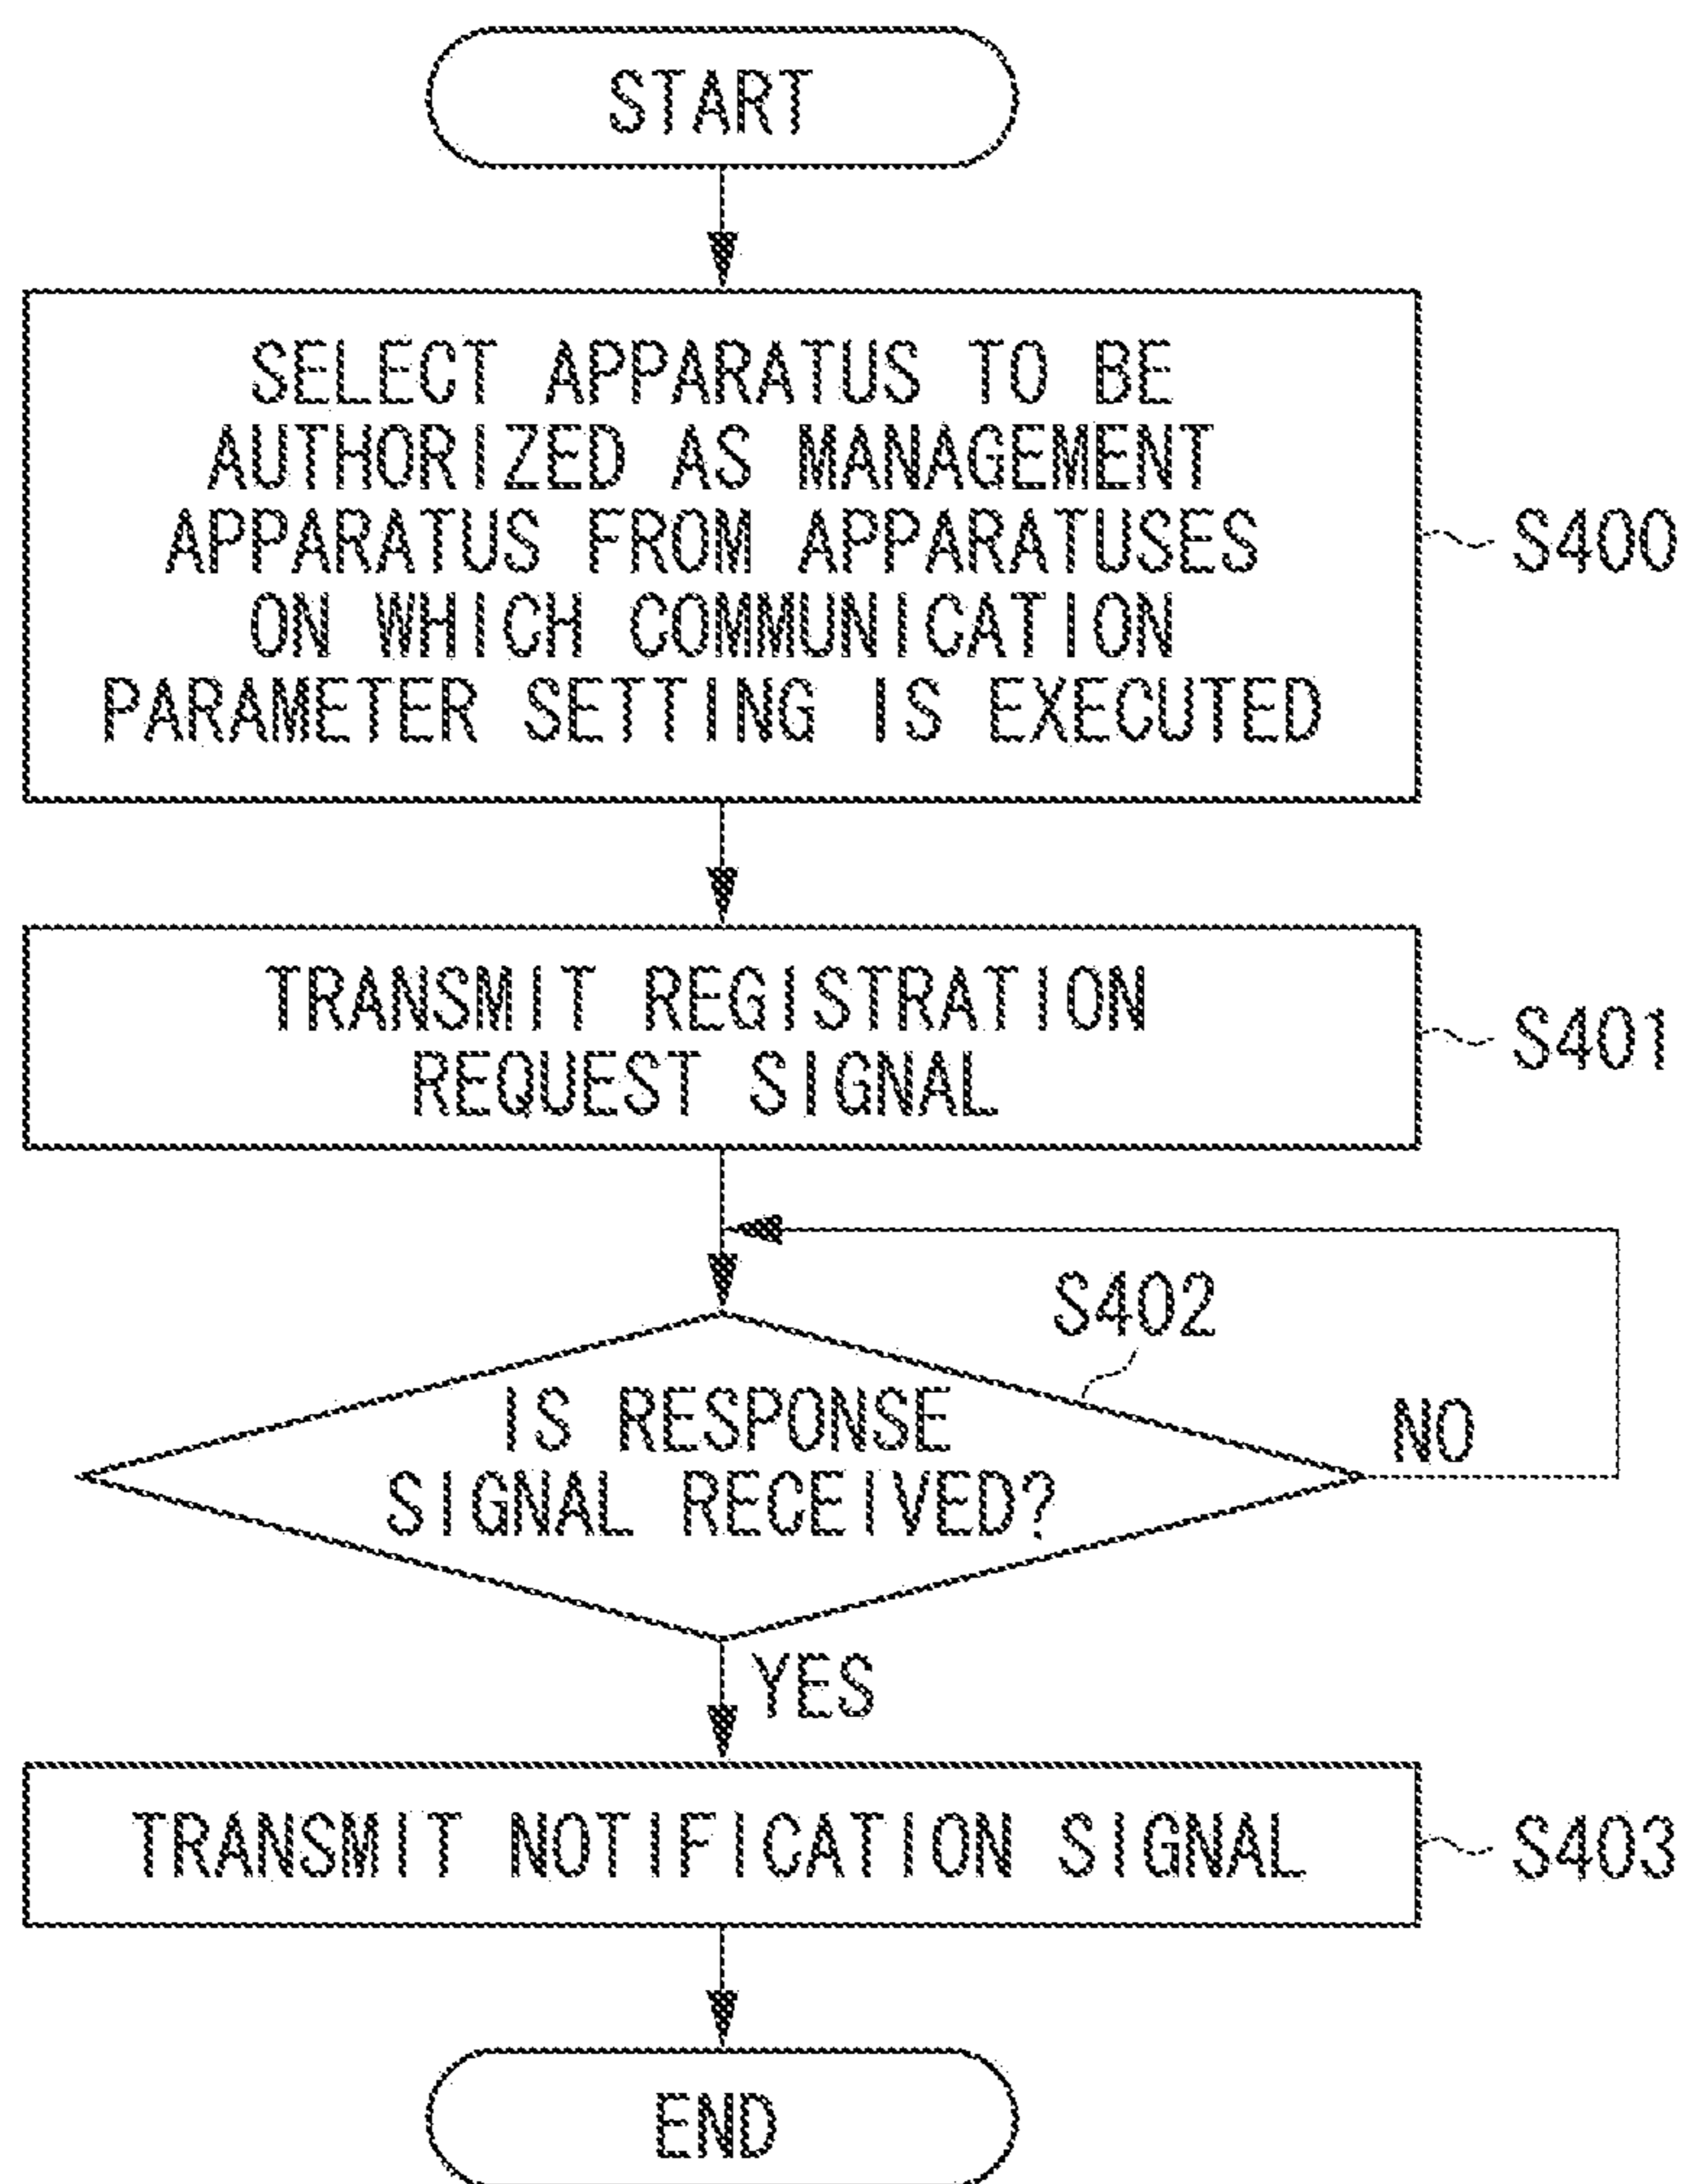 START
SELECT APPARATUS TO BE
AUTHORIZED AS MANAGEMENT
APPARATUS FROM APPARATUSES
ON WHICH COMMUNICATION
PARAMETER SETTING IS EXECUTED
S400
TRANSMIT REGISTRATION
REQUEST SIGNAL
S401
S402
IS RESPONSE
SIGNAL RECEIVED?
NO
YES
TRANSMIT NOTIFICATION SIGNAL
S403
END